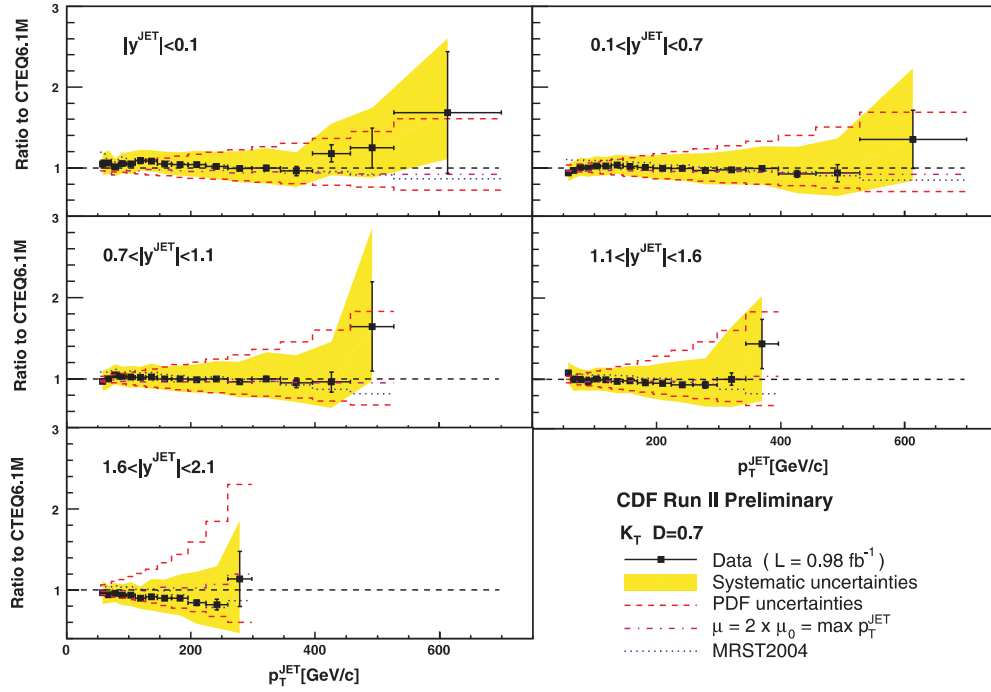 |y^JET|<0.1
0.1<|y^JET|<0.7
Ratio to CTEQ6.1M
3
2
1
0.7<|y^JET|<1.1
1.1<|y^JET|<1.6
Ratio to CTEQ6.1M
3
2
1
200 400 600
p_T^JET[GeV/c]
1.6<|y^JET|<2.1
Ratio to CTEQ6.1M
3
2
1
0
0 200 400 600
p_T^JET[GeV/c]
CDF Run II Preliminary
K_T D=0.7
Data ( L = 0.98 fb^-1)
Systematic uncertainties
PDF uncertainties
μ = 2 x μ_0 = max p_T^JET
MRST2004